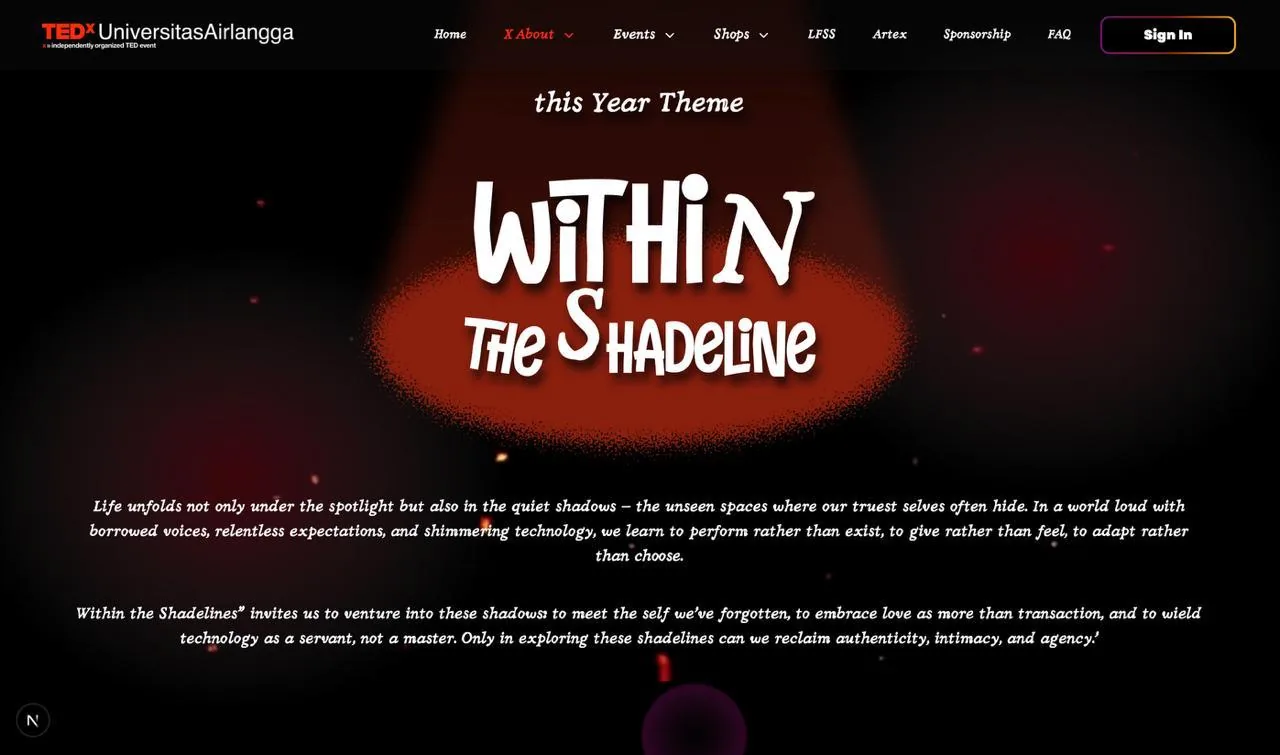 TEDx UniversitasAirlangga
x = independently organized TED event
Home X About Events Shops LFSS Artex Sponsorship FAQ Sign In
this Year Theme
WiTHiN
THe SHADeLiNe
Life unfolds not only under the spotlight but also in the quiet shadows – the unseen spaces where our truest selves often hide. In a world loud with
borrowed voices, relentless expectations, and shimmering technology, we learn to perform rather than exist, to give rather than feel, to adapt rather
than choose.
Within the Shadelines” invites us to venture into these shadows: to meet the self we've forgotten, to embrace love as more than transaction, and to wield
technology as a servant, not a master. Only in exploring these shadelines can we reclaim authenticity, intimacy, and agency.’
N